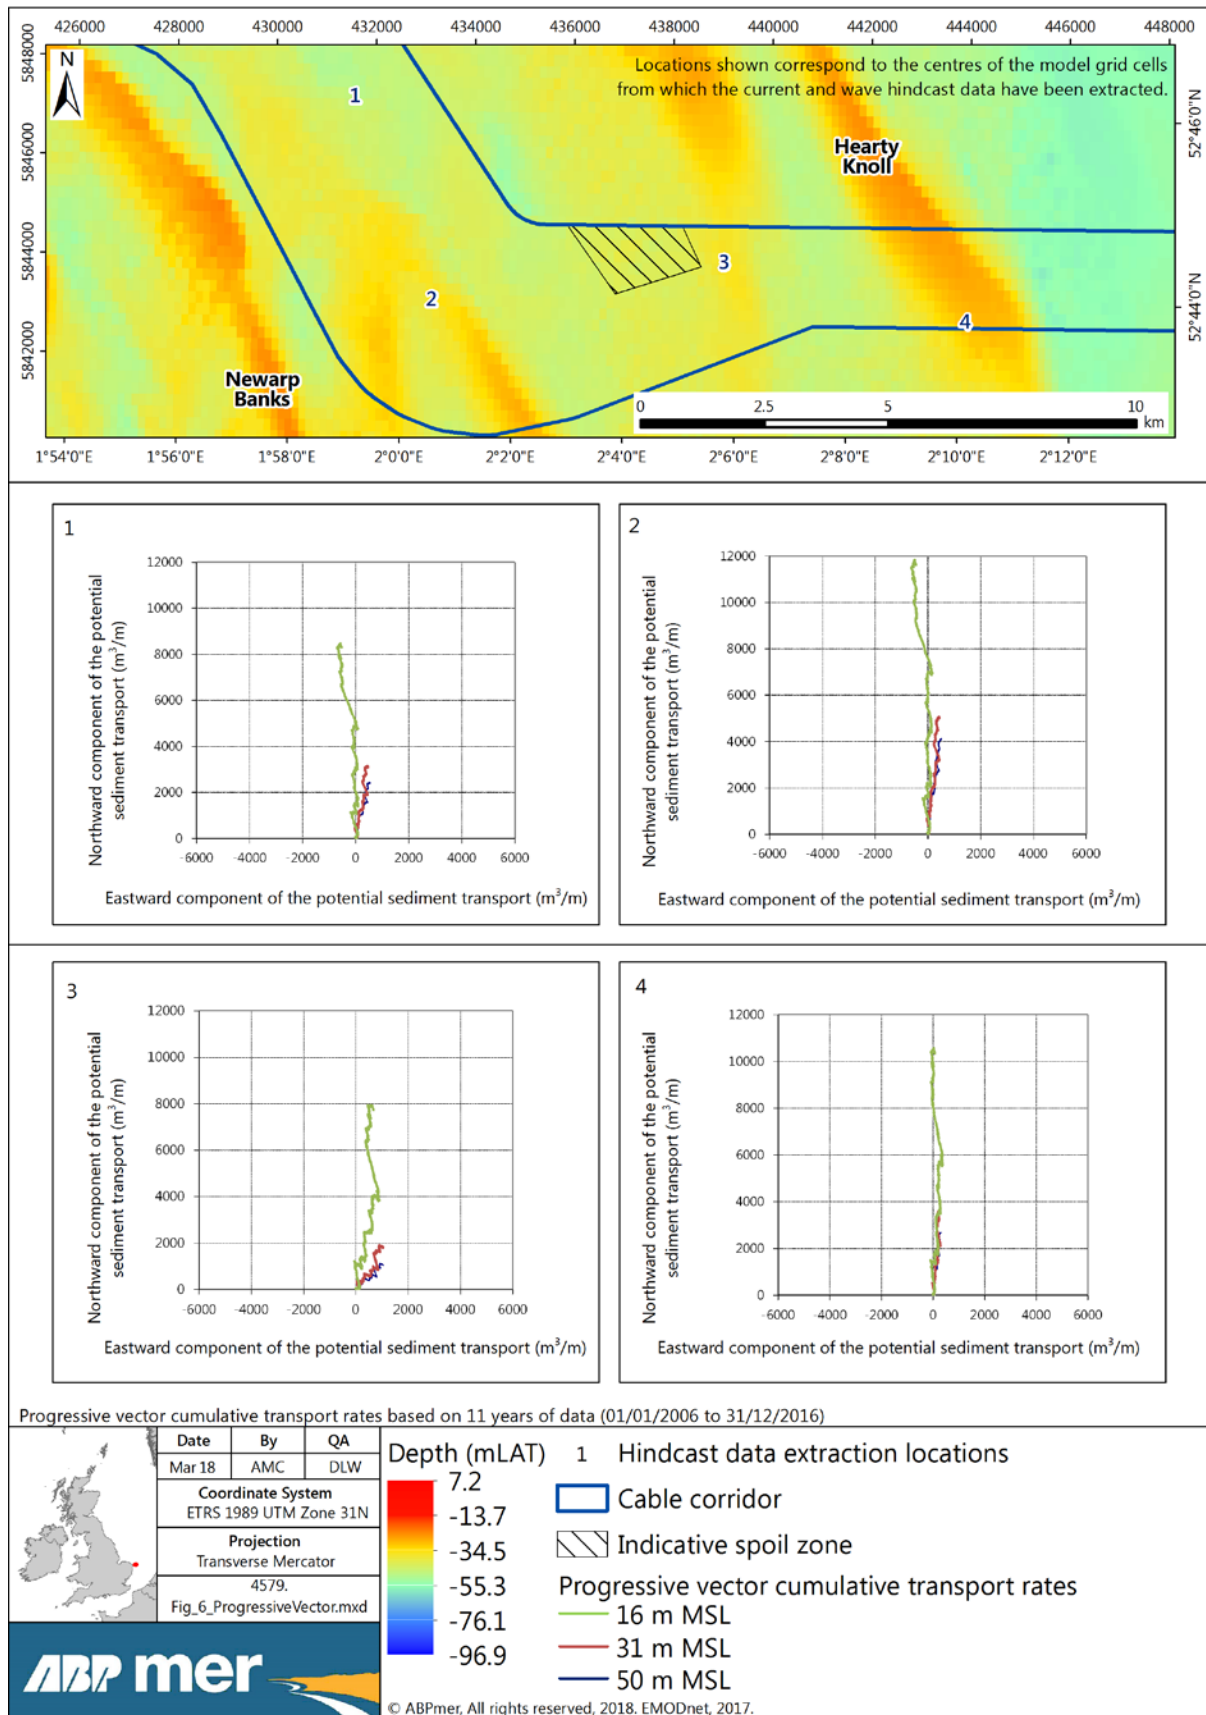 426000 428000 430000 432000 434000 436000 438000 440000 442000 444000 446000 448000
5848000
5846000
5844000
5842000
N
Locations shown correspond to the centres of the model grid cells
from which the current and wave hindcast data have been extracted.
52°46'0"N
52°44'0"N
1
Hearty
Knoll
3
2
4
Newarp
Banks
0 2.5 5 10
km
1°54'0"E 1°56'0"E 1°58'0"E 2°0'0"E 2°2'0"E 2°4'0"E 2°6'0"E 2°8'0"E 2°10'0"E 2°12'0"E
1
Northward component of the potential
sediment transport (m³/m)
12000
10000
8000
6000
4000
2000
0
-6000 -4000 -2000 0 2000 4000 6000
Eastward component of the potential sediment transport (m³/m)
2
Northward component of the potential
sediment transport (m³/m)
12000
10000
8000
6000
4000
2000
0
-6000 -4000 -2000 0 2000 4000 6000
Eastward component of the potential sediment transport (m³/m)
3
Northward component of the potential
sediment transport (m³/m)
12000
10000
8000
6000
4000
2000
0
-6000 -4000 -2000 0 2000 4000 6000
Eastward component of the potential sediment transport (m³/m)
4
Northward component of the potential
sediment transport (m³/m)
12000
10000
8000
6000
4000
2000
0
-6000 -4000 -2000 0 2000 4000 6000
Eastward component of the potential sediment transport (m³/m)
Progressive vector cumulative transport rates based on 11 years of data (01/01/2006 to 31/12/2016)
Date By QA
Mar 18 AMC DLW
Coordinate System
ETRS 1989 UTM Zone 31N
Projection
Transverse Mercator
4579.
Fig_6_ProgressiveVector.mxd
ABP mer
Depth (mLAT)
7.2
-13.7
-34.5
-55.3
-76.1
-96.9
1 Hindcast data extraction locations
Cable corridor
Indicative spoil zone
Progressive vector cumulative transport rates
16 m MSL
31 m MSL
50 m MSL
© ABPmer, All rights reserved, 2018. EMODnet, 2017.